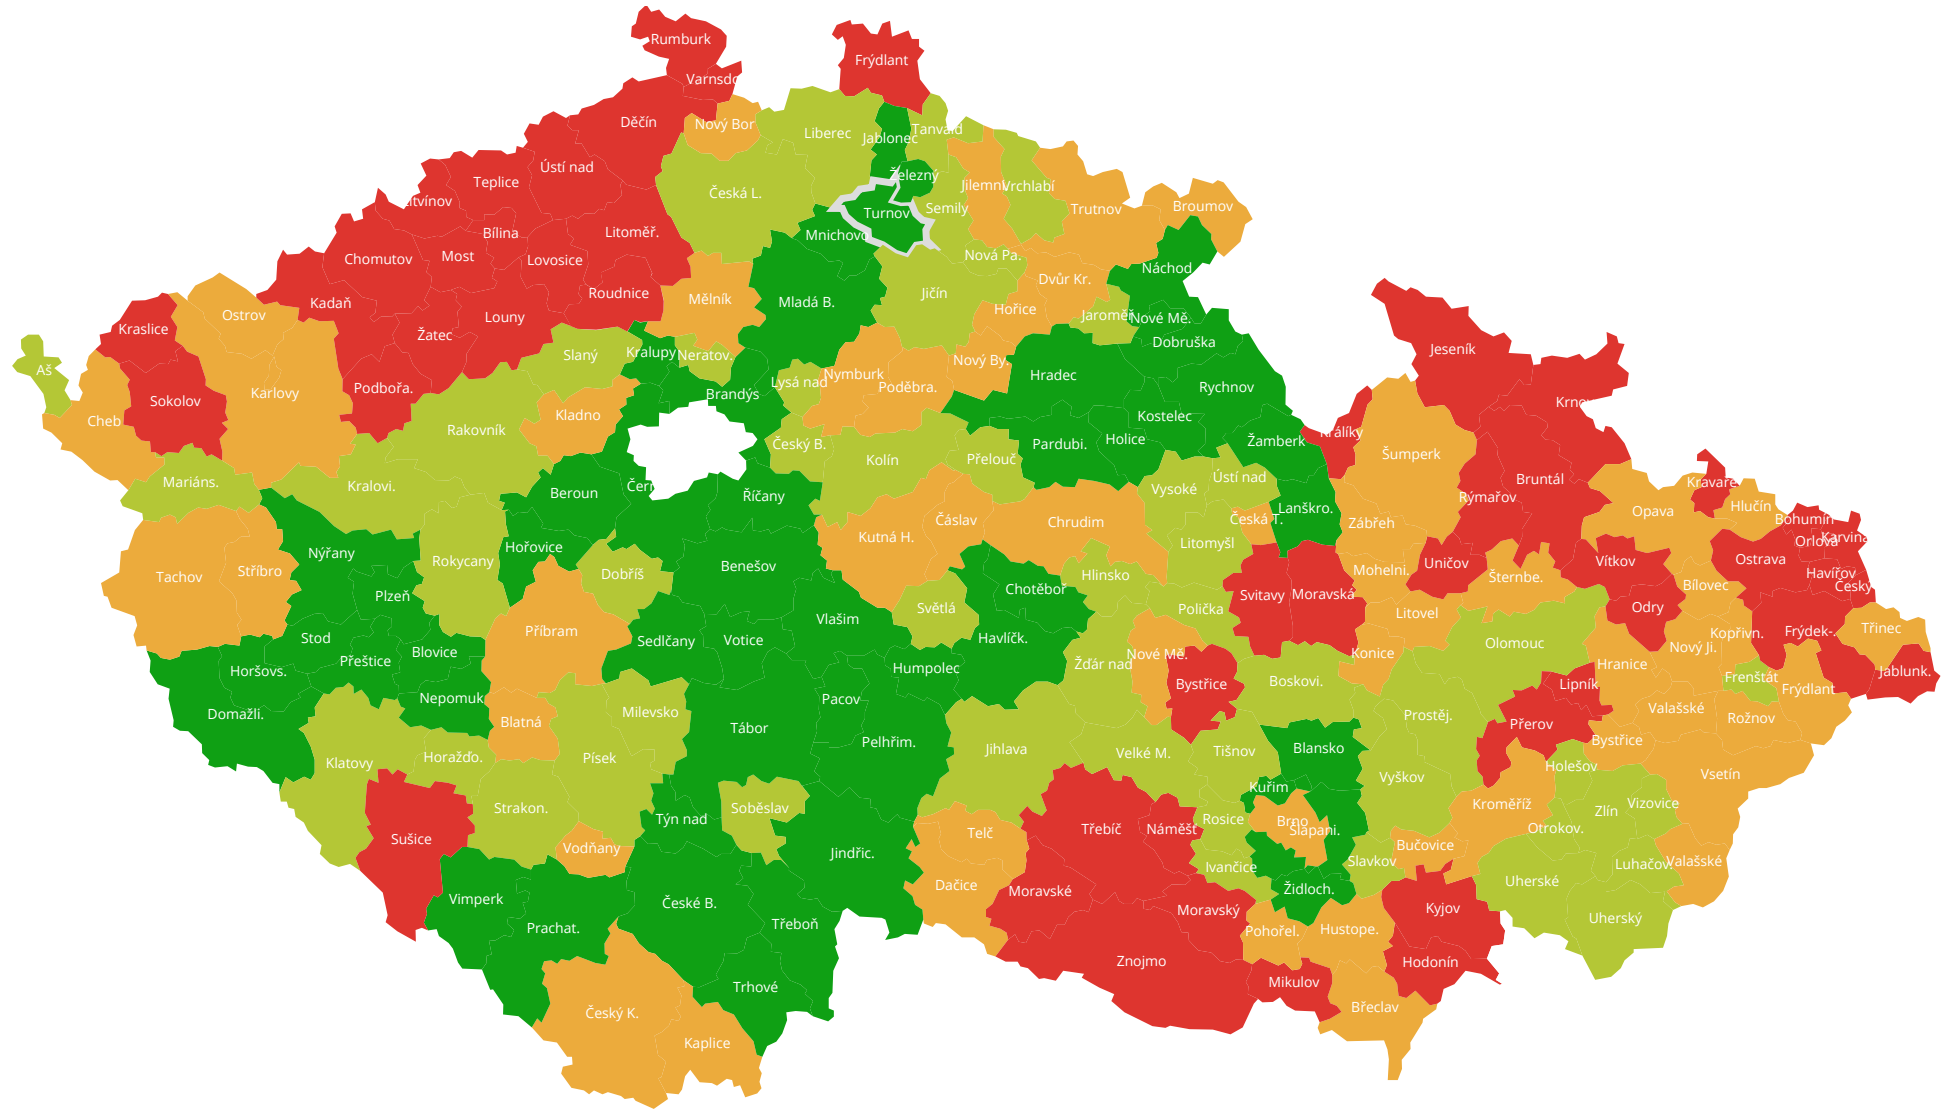 Rumburk
Frýdlant
Varnsdo
Děčín
Nový Bor
Liberec
Jablonec
Tanvald
Ústí nad
Teplice
Litvínov
Česká L.
Železný
Jilemni
Vrchlabí
Turnov
Semily
Trutnov
Broumov
Bílina
Litoměř.
Mnichovo
Chomutov
Most
Lovosice
Nová Pa.
Náchod
Kadaň
Roudnice
Mělník
Mladá B.
Jičín
Dvůr Kr.
Hořice
Jaroměř
Nové Mě.
Ostrov
Kraslice
Žatec
Louny
Dobruška
Jeseník
Slaný
Kralupy
Neratov.
Nový By.
Aš
Lysá nad
Nymburk
Poděbra.
Hradec
Rychnov
Podbořa.
Karlovy
Sokolov
Brandýs
Krnov
Cheb
Kladno
Kostelec
Rakovník
Český B.
Pardubi.
Holice
Žamberk
Králíky
Kolín
Přelouč
Šumperk
Mariáns.
Kralovi.
Beroun
Čern
Říčany
Vysoké
Ústí nad
Bruntál
Rýmařov
Kravaře
Lanškro.
Hlučín
Opava
Bohumín
Česká T.
Chrudim
Čáslav
Zábřeh
Kutná H.
Orlová
Karviná
Litomyšl
Hořovice
Nýřany
Rokycany
Benešov
Dobříš
Hlinsko
Chotěboř
Mohelni.
Uničov
Šternbe.
Vítkov
Ostrava
Havířov
Český
Bílovec
Tachov
Stříbro
Plzeň
Svitavy
Moravská
Světlá
Polička
Litovel
Odry
Vlašim
Příbram
Sedlčany
Votice
Havlíčk.
Stod
Olomouc
Kopřivn.
Frýdek-.
Třinec
Nový Ji.
Blovice
Přeštice
Konice
Nové Mě.
Žďár nad
Hranice
Horšovs.
Humpolec
Jablunk.
Frenštát
Bystřice
Boskovi.
Lipník
Frýdlant
Nepomuk
Pacov
Domažli.
Milevsko
Blatná
Valašské
Rožnov
Prostěj.
Přerov
Tábor
Pelhřim.
Jihlava
Velké M.
Tišnov
Blansko
Bystřice
Horažďo.
Písek
Klatovy
Holešov
Vyškov
Vsetín
Kuřim
Strakon.
Soběslav
Týn nad
Kroměříž
Vizovice
Zlín
Rosice
Brno
Šlapani.
Telč
Třebíč
Náměšť
Otrokov.
Sušice
Vodňany
Jindřic.
Bučovice
Slavkov
Ivančice
Luhačov.
Valašské
Dačice
Moravské
Židloch.
Uherské
Vimperk
České B.
Moravský
Kyjov
Uherský
Třeboň
Prachat.
Pohořel.
Hustope.
Znojmo
Hodonín
Mikulov
Trhové
Český K.
Břeclav
Kaplice